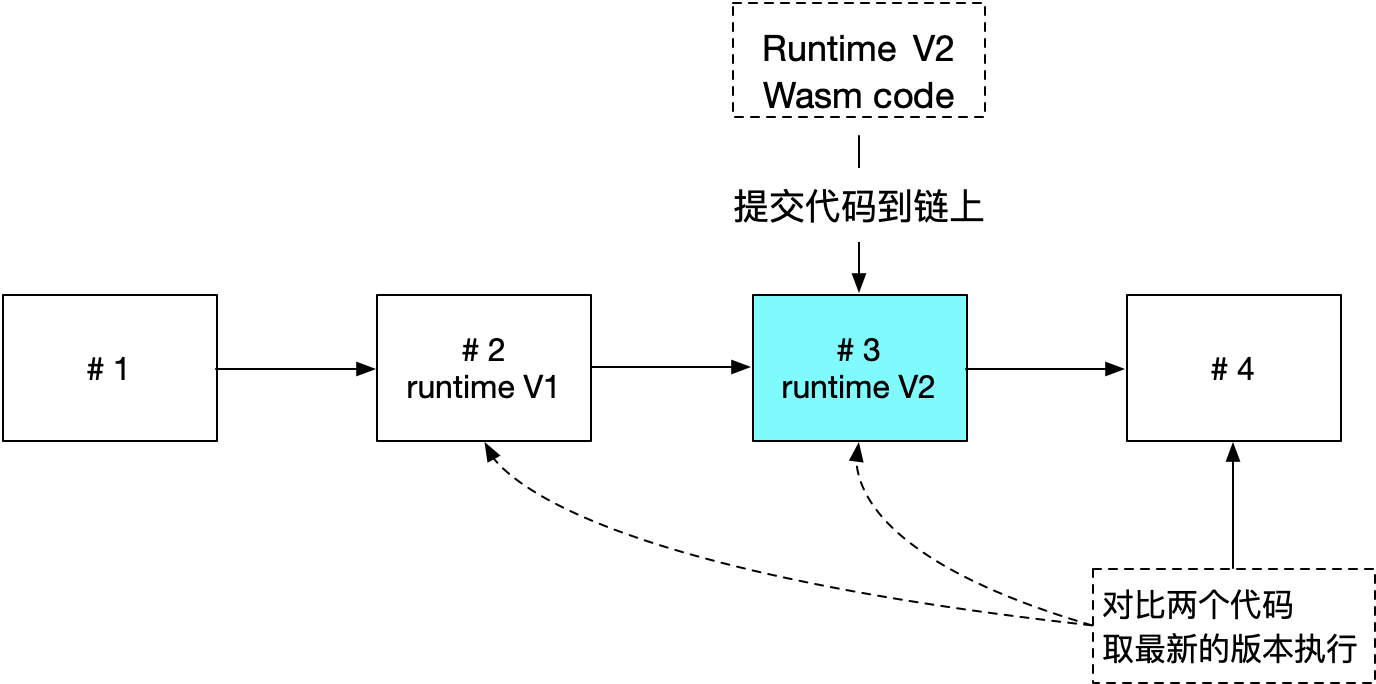 Runtime V2
Wasm code
提交代码到链上
# 1
# 2
runtime V1
# 3
runtime V2
# 4
对比两个代码
取最新的版本执行